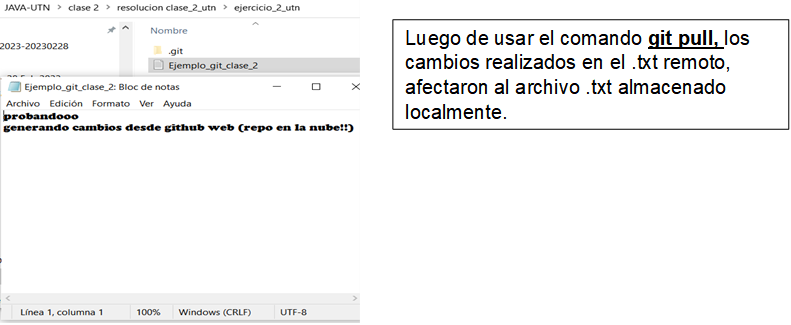 JAVA-UTN > clase 2 > resolucion clase_2_utn > ejercicio_2_utn
Nombre
2023-20230228
.git
Ejemplo_git_clase_2
Ejemplo_git_clase_2: Bloc de notas
Archivo Edición Formato Ver Ayuda
probandooo
generando cambios desde github web (repo en la nube!!)
Línea 1, columna 1 100% Windows (CRLF) UTF-8
Luego de usar el comando git pull, los
cambios realizados en el .txt remoto,
afectaron al archivo .txt almacenado
localmente.